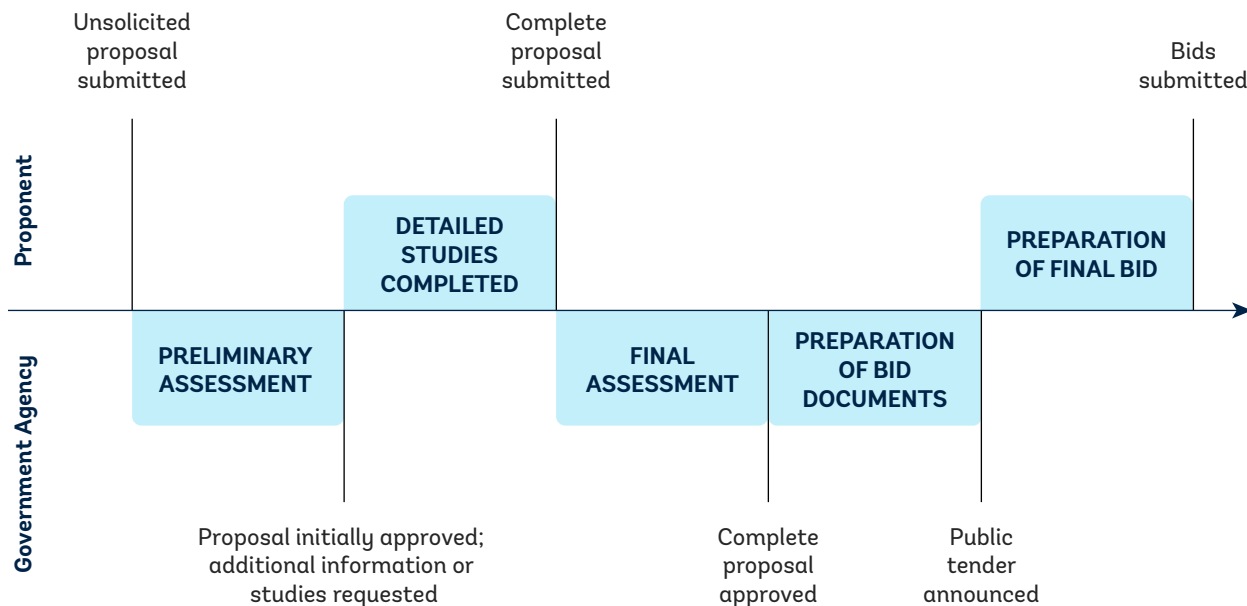 Unsolicited
proposal
submitted
Complete
proposal
submitted
Bids
submitted
Proponent
DETAILED
STUDIES
COMPLETED
PREPARATION
OF FINAL BID
Government Agency
PRELIMINARY
ASSESSMENT
FINAL
ASSESSMENT
PREPARATION
OF BID
DOCUMENTS
Proposal initially approved;
additional information or
studies requested
Complete
proposal
approved
Public
tender
announced